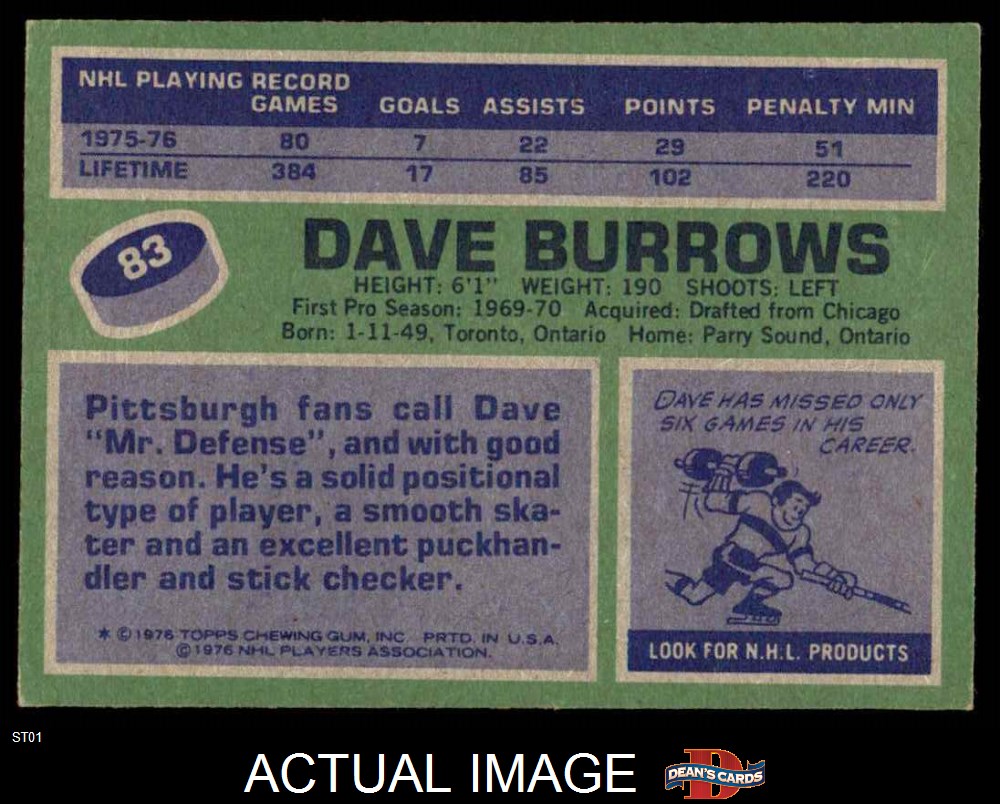 NHL PLAYING RECORD
GAMES GOALS ASSISTS POINTS PENALTY MIN
1975-76 80 7 22 29 51
LIFETIME 384 17 85 102 220
83
DAVE BURROWS
HEIGHT: 6'1" WEIGHT: 190 SHOOTS: LEFT
First Pro Season: 1969-70 Acquired: Drafted from Chicago
Born: 1-11-49, Toronto, Ontario Home: Parry Sound, Ontario
Pittsburgh fans call Dave
"Mr. Defense", and with good
reason. He's a solid positional
type of player, a smooth ska-
ter and an excellent puckhan-
dler and stick checker.
* © 1976 TOPPS CHEWING GUM, INC. PRTD. IN U.S.A.
© 1976 NHL PLAYERS ASSOCIATION.
DAVE HAS MISSED ONLY
SIX GAMES IN HIS
CAREER.
LOOK FOR N.H.L. PRODUCTS
ST01
ACTUAL IMAGE
D
DEAN'S CARDS